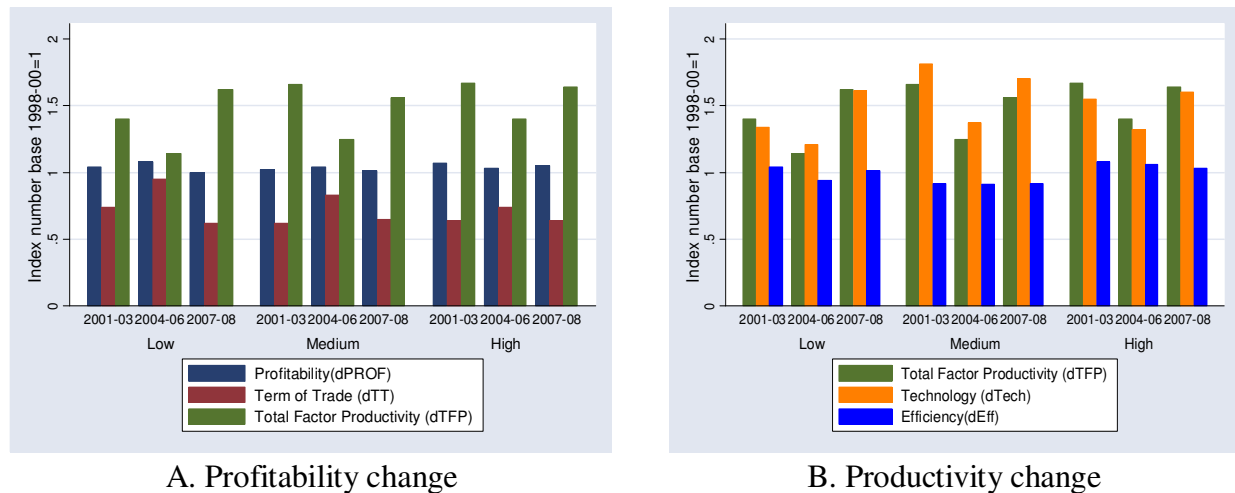 Index number base 1998-00=1
2
1.5
1
.5
0
2001-03 2004-06 2007-08 2001-03 2004-06 2007-08 2001-03 2004-06 2007-08
Low Medium High
Profitability(dPROF)
Term of Trade (dTT)
Total Factor Productivity (dTFP)
A. Profitability change
Index number base 1998-00=1
2
1.5
1
.5
0
2001-03 2004-06 2007-08 2001-03 2004-06 2007-08 2001-03 2004-06 2007-08
Low Medium High
Total Factor Productivity (dTFP)
Technology (dTech)
Efficiency(dEff)
B. Productivity change